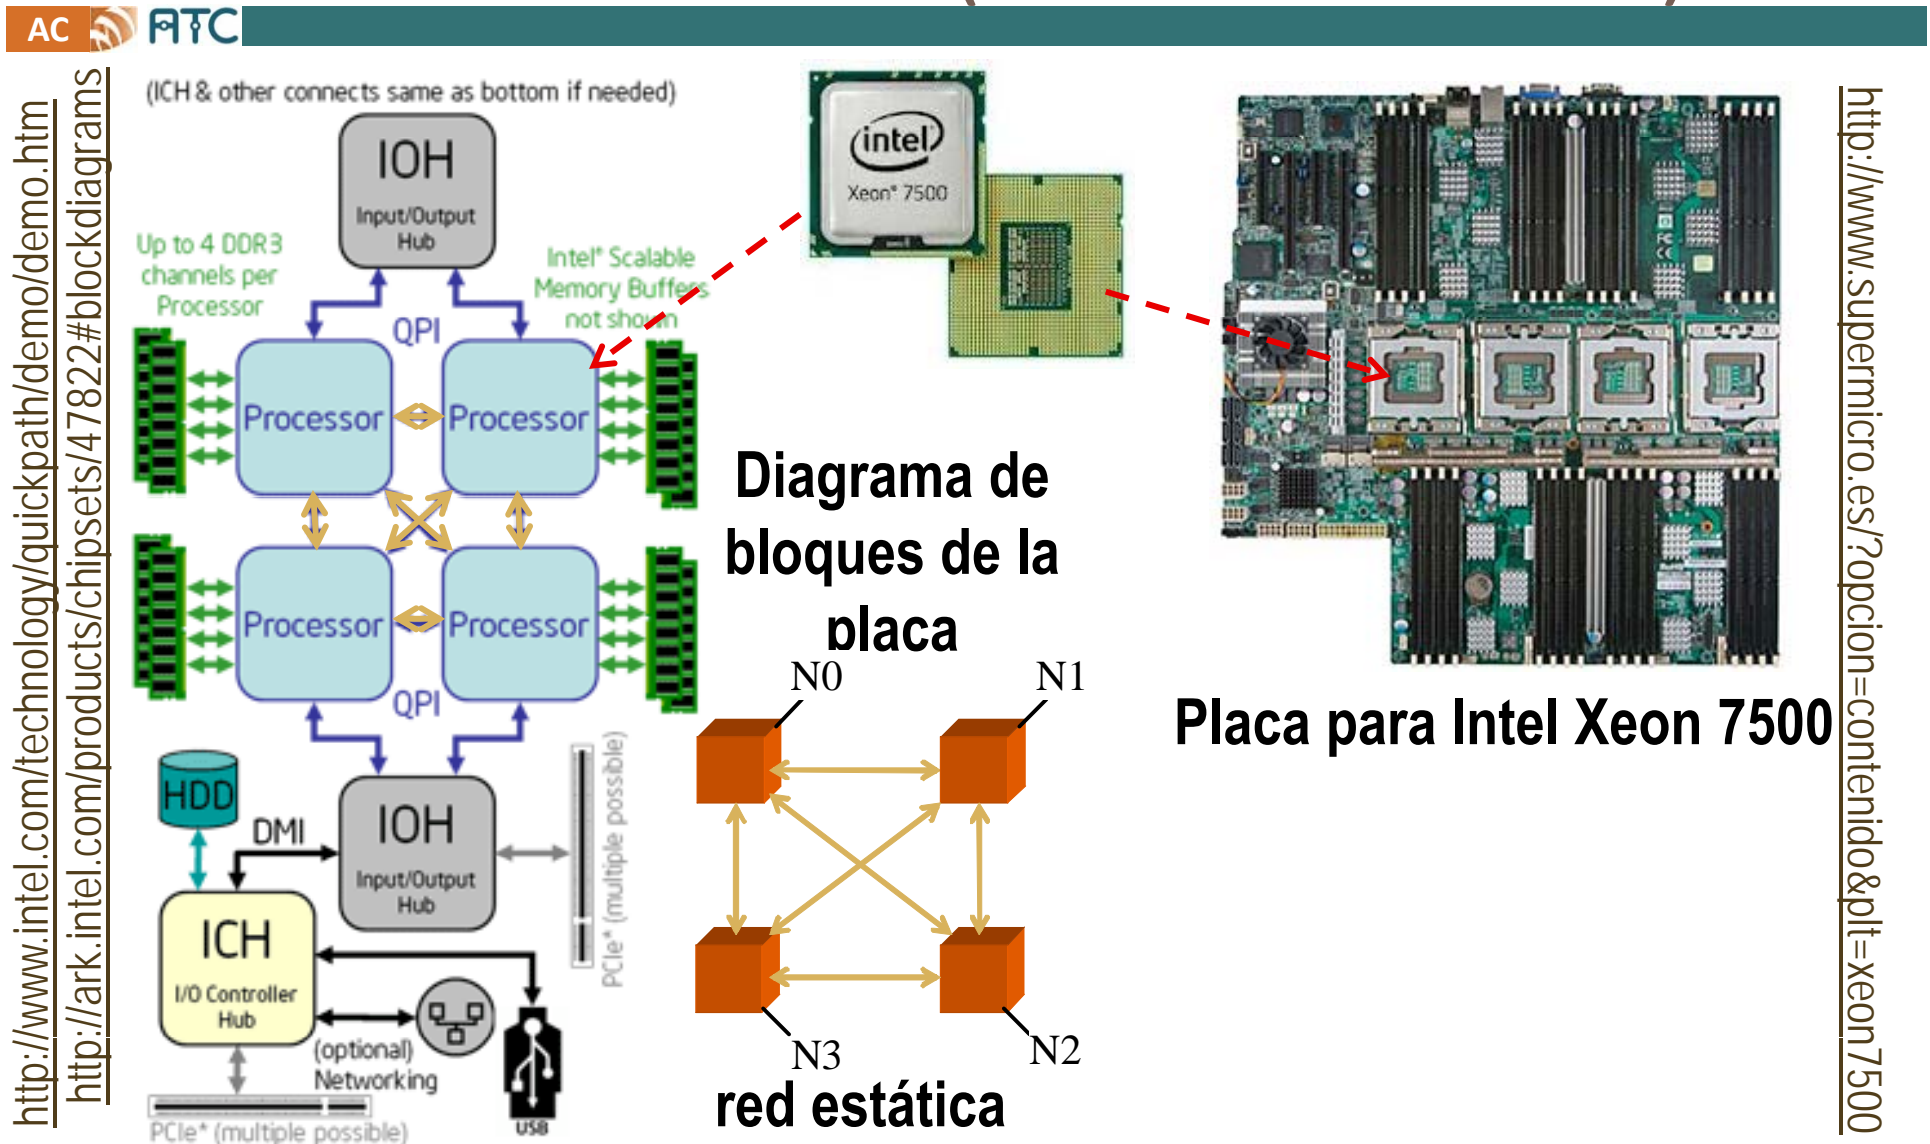 AC
ATC
http://www.intel.com/technology/quickpath/demo/demo.htm
http://ark.intel.com/products/chipsets/47822#blockdiagrams
(ICH & other connects same as bottom if needed)
IOH
Input/Output
Hub
Up to 4 DDR3
channels per
Processor
Intel® Scalable
Memory Buffers
not shown
QPI
Processor
Processor
Processor
Processor
QPI
HDD
DMI
IOH
Input/Output
Hub
PCIe* (multiple possible)
ICH
I/O Controller
Hub
(optional)
Networking
USB
PCIe* (multiple possible)
intel
Xeon® 7500
Diagrama de
bloques de la
placa
N0
N1
N3
N2
red estática
Placa para Intel Xeon 7500
http://www.supermicro.es/?opcion=contenido&plt=xeon7500